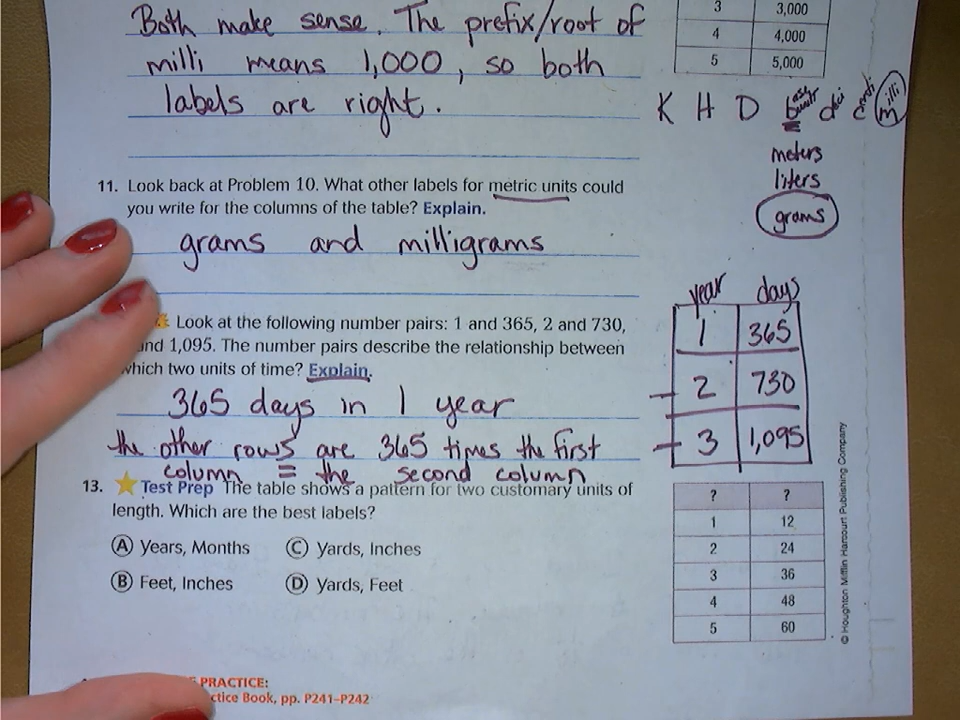 Both make sense. The prefix/root of
milli means 1,000, so both
labels are right.
3 3,000
4 4,000
5 5,000
K H D base unit deci centi milli
meters
liters
grams
11. Look back at Problem 10. What other labels for metric units could
you write for the columns of the table? Explain.
grams and milligrams
Look at the following number pairs: 1 and 365, 2 and 730,
nd 1,095. The number pairs describe the relationship between
which two units of time? Explain.
365 days in 1 year
the other rows are 365 times the first
column = the second column
year days
1 365
2 730
3 1,095
13. Test Prep The table shows a pattern for two customary units of
length. Which are the best labels?
A Years, Months C Yards, Inches
B Feet, Inches D Yards, Feet
? ?
1 12
2 24
3 36
4 48
5 60
© Houghton Mifflin Harcourt Publishing Company
PRACTICE:
ctice Book, pp. P241–P242